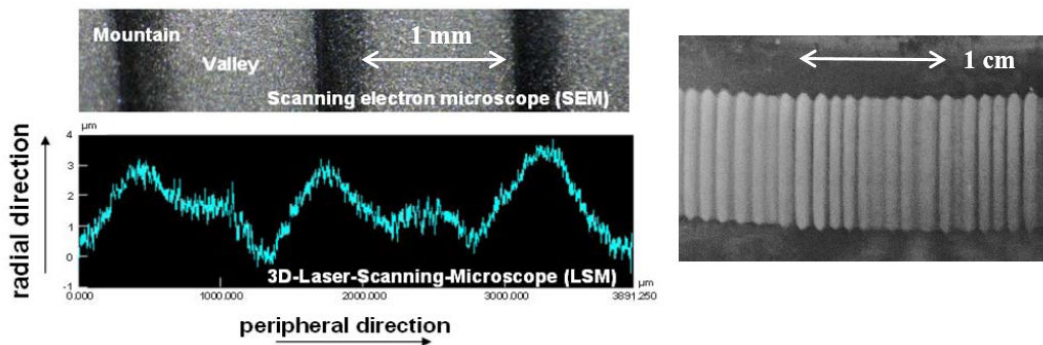 Mountain
Valley
1 mm
Scanning electron microscope (SEM)
radial direction
µm
4
3
2
1
0
-1
3D-Laser-Scanning-Microscope (LSM)
µm
0.000
1000.000
2000.000
3000.000
3891.250
peripheral direction
1 cm